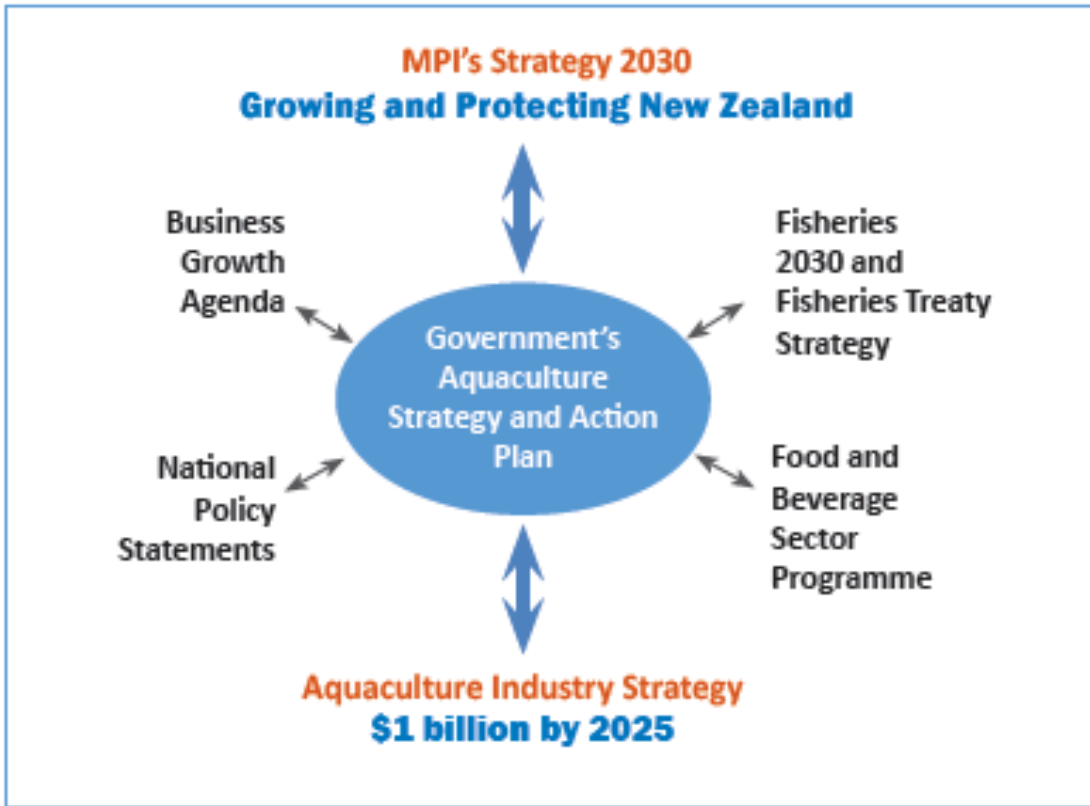 MPI's Strategy 2030
Growing and Protecting New Zealand
Business
Growth
Agenda
Fisheries
2030 and
Fisheries Treaty
Strategy
Government's
Aquaculture
Strategy and Action
Plan
National
Policy
Statements
Food and
Beverage
Sector
Programme
Aquaculture Industry Strategy
$1 billion by 2025